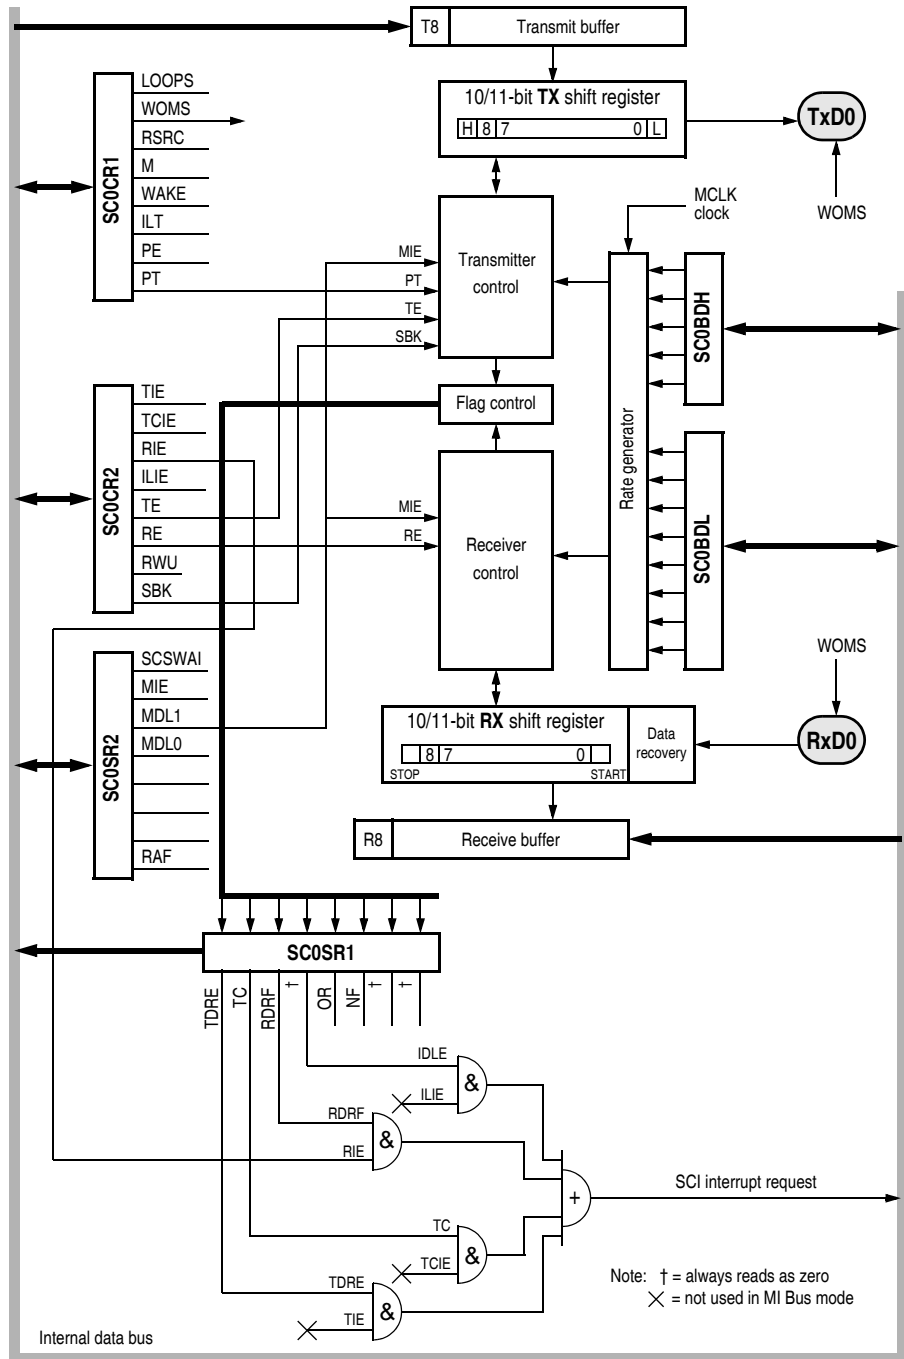 T8 Transmit buffer
10/11-bit TX shift register
H 8 7 0 L
TxD0
WOMS
MCLK
clock
SC0CR1
LOOPS
WOMS
RSRC
M
WAKE
ILT
PE
PT
MIE
PT
TE
SBK
Transmitter
control
Rate generator
SC0BDH
SC0CR2
TIE
TCIE
RIE
ILIE
TE
RE
RWU
SBK
Flag control
MIE
RE
Receiver
control
SC0BDL
SC0SR2
SCSWAI
MIE
MDL1
MDL0
RAF
WOMS
RxD0
10/11-bit RX shift register
8 7 0
STOP START
Data
recovery
R8 Receive buffer
SC0SR1
TDRE
TC
RDRF
†
OR
NF
†
†
IDLE
ILIE
&
RDRF
RIE
&
TC
TCIE
&
TDRE
TIE
&
+
SCI interrupt request
Note: † = always reads as zero
= not used in MI Bus mode
Internal data bus